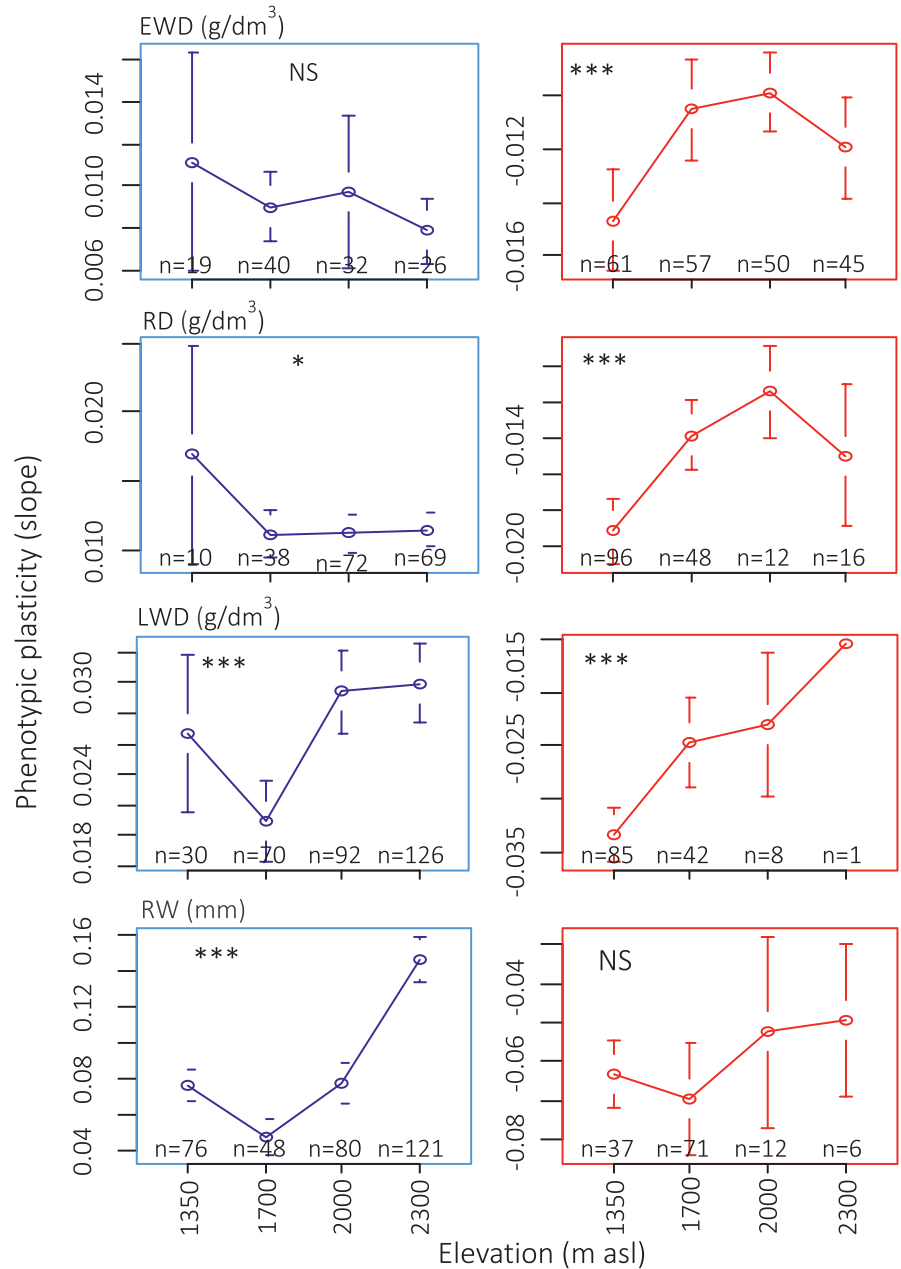 EWD (g/dm³)
NS
0.014
0.010
0.006
n=19 n=40 n=32 n=26
***
-0.012
-0.016
n=61 n=57 n=50 n=45
RD (g/dm³)
*
0.020
0.010
n=10 n=38 n=72 n=69
***
-0.014
-0.020
n=96 n=48 n=12 n=16
Phenotypic plasticity (slope)
LWD (g/dm³)
***
0.030
0.024
0.018
n=30 n=70 n=92 n=126
***
-0.015
-0.025
-0.035
n=85 n=42 n=8 n=1
RW (mm)
***
0.16
0.12
0.08
0.04
n=76 n=48 n=80 n=121
NS
-0.04
-0.06
-0.08
n=37 n=71 n=12 n=6
1350 1700 2000 2300
1350 1700 2000 2300
Elevation (m asl)